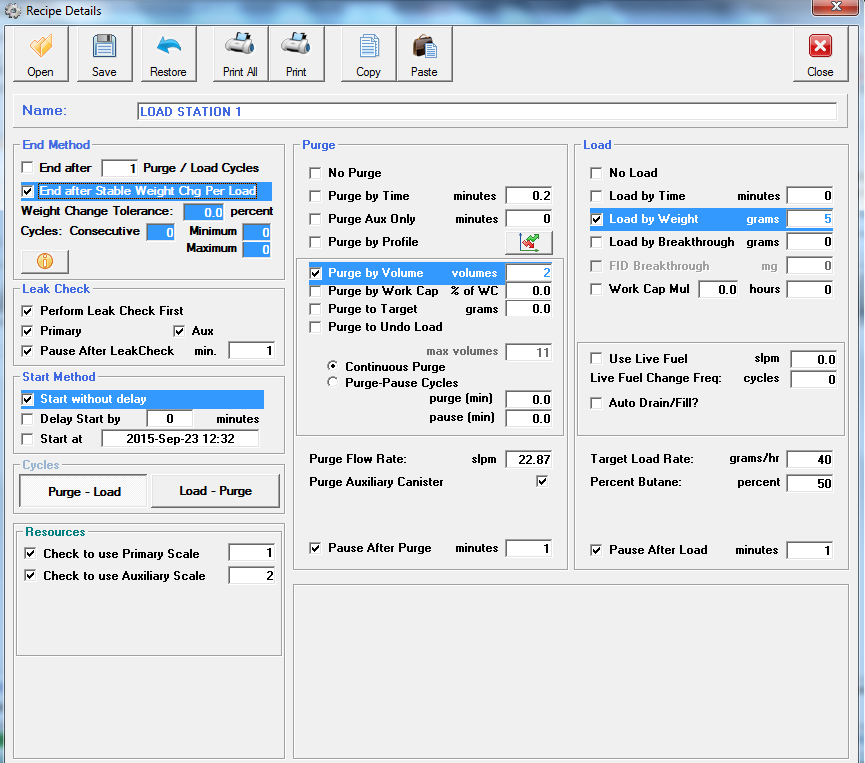 Recipe Details
Open Save Restore Print All Print Copy Paste Close
Name: LOAD STATION 1
End Method
End after 1 Purge / Load Cycles
End after Stable Weight Chg Per Load
Weight Change Tolerance: 0.0 percent
Cycles: Consecutive 0 Minimum 0
Maximum 0
Leak Check
Perform Leak Check First
Primary Aux
Pause After LeakCheck min. 1
Start Method
Start without delay
Delay Start by 0 minutes
Start at 2015-Sep-23 12:32
Cycles
Purge - Load Load - Purge
Resources
Check to use Primary Scale 1
Check to use Auxiliary Scale 2
Purge
No Purge
Purge by Time minutes 0.2
Purge Aux Only minutes 0
Purge by Profile
Purge by Volume volumes 2
Purge by Work Cap % of WC 0.0
Purge to Target grams 0.0
Purge to Undo Load
max volumes 11
Continuous Purge
Purge-Pause Cycles
purge (min) 0.0
pause (min) 0.0
Purge Flow Rate: slpm 22.87
Purge Auxiliary Canister
Pause After Purge minutes 1
Load
No Load
Load by Time minutes 0
Load by Weight grams 5
Load by Breakthrough grams 0
FID Breakthrough mg 0
Work Cap Mul 0.0 hours 0
Use Live Fuel slpm 0.0
Live Fuel Change Freq: cycles 0
Auto Drain/Fill?
Target Load Rate: grams/hr 40
Percent Butane: percent 50
Pause After Load minutes 1